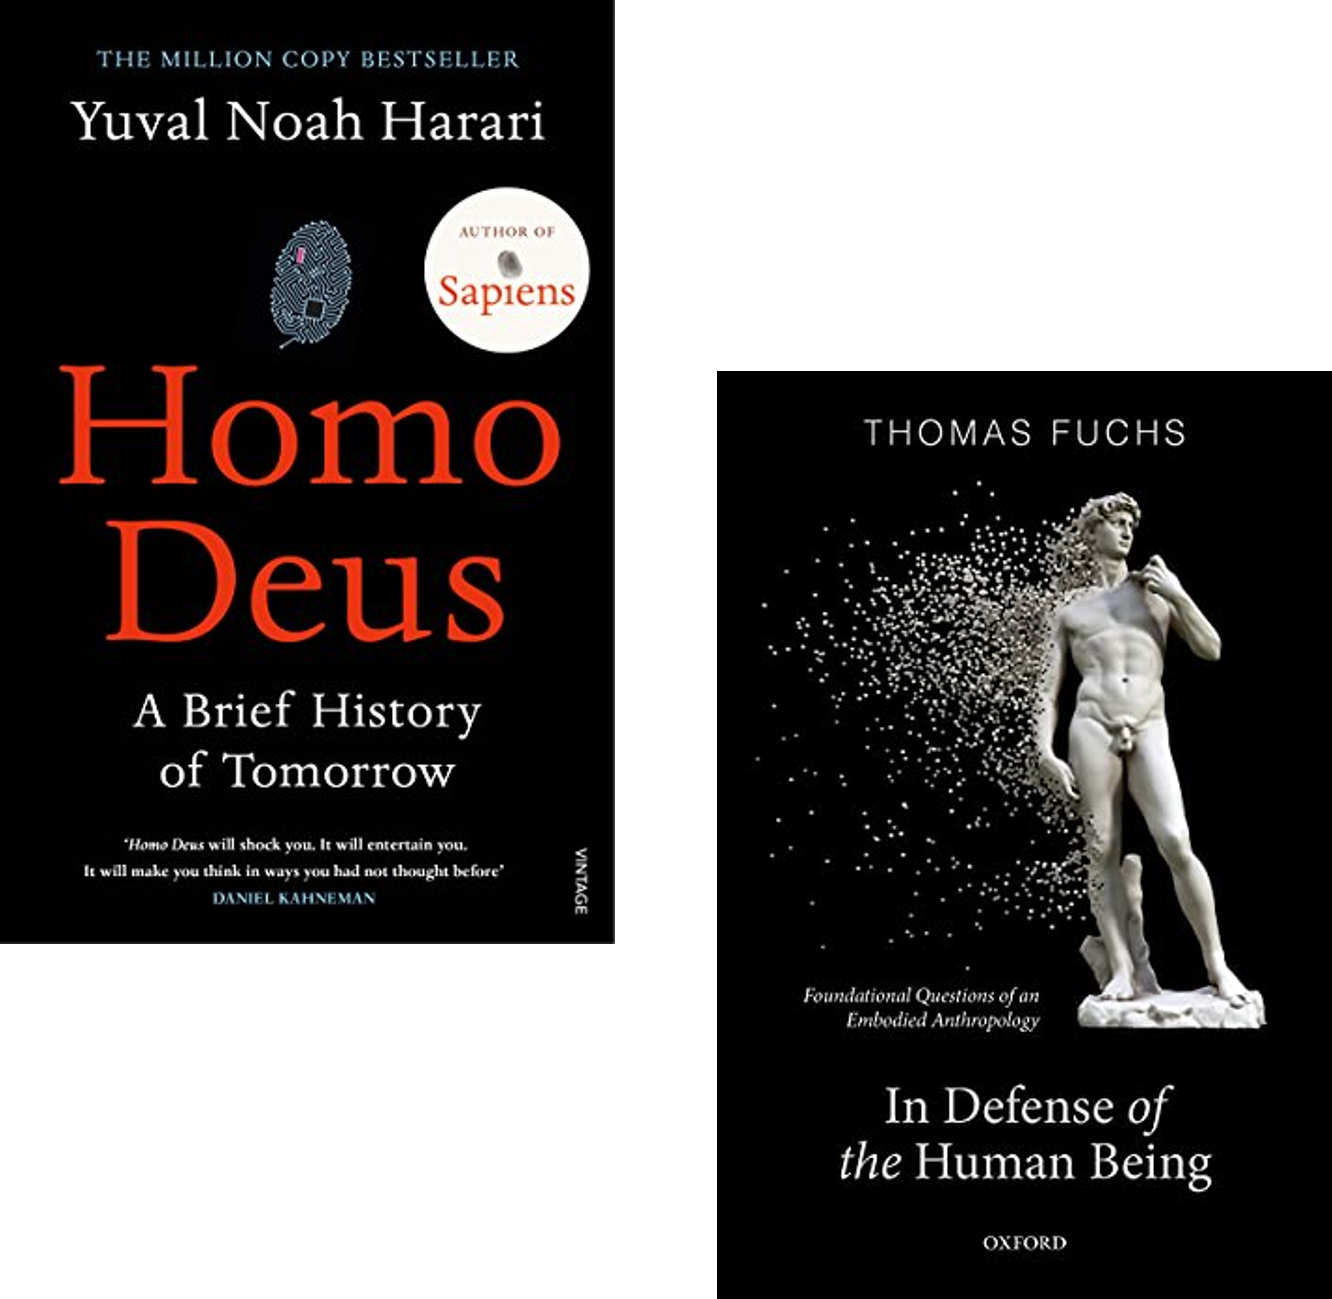 THE MILLION COPY BESTSELLER
Yuval Noah Harari
AUTHOR OF
Sapiens
Homo
Deus
A Brief History
of Tomorrow
‘Homo Deus will shock you. It will entertain you.
It will make you think in ways you had not thought before’
DANIEL KAHNEMAN
VINTAGE
THOMAS FUCHS
Foundational Questions of an
Embodied Anthropology
In Defense of
the Human Being
OXFORD